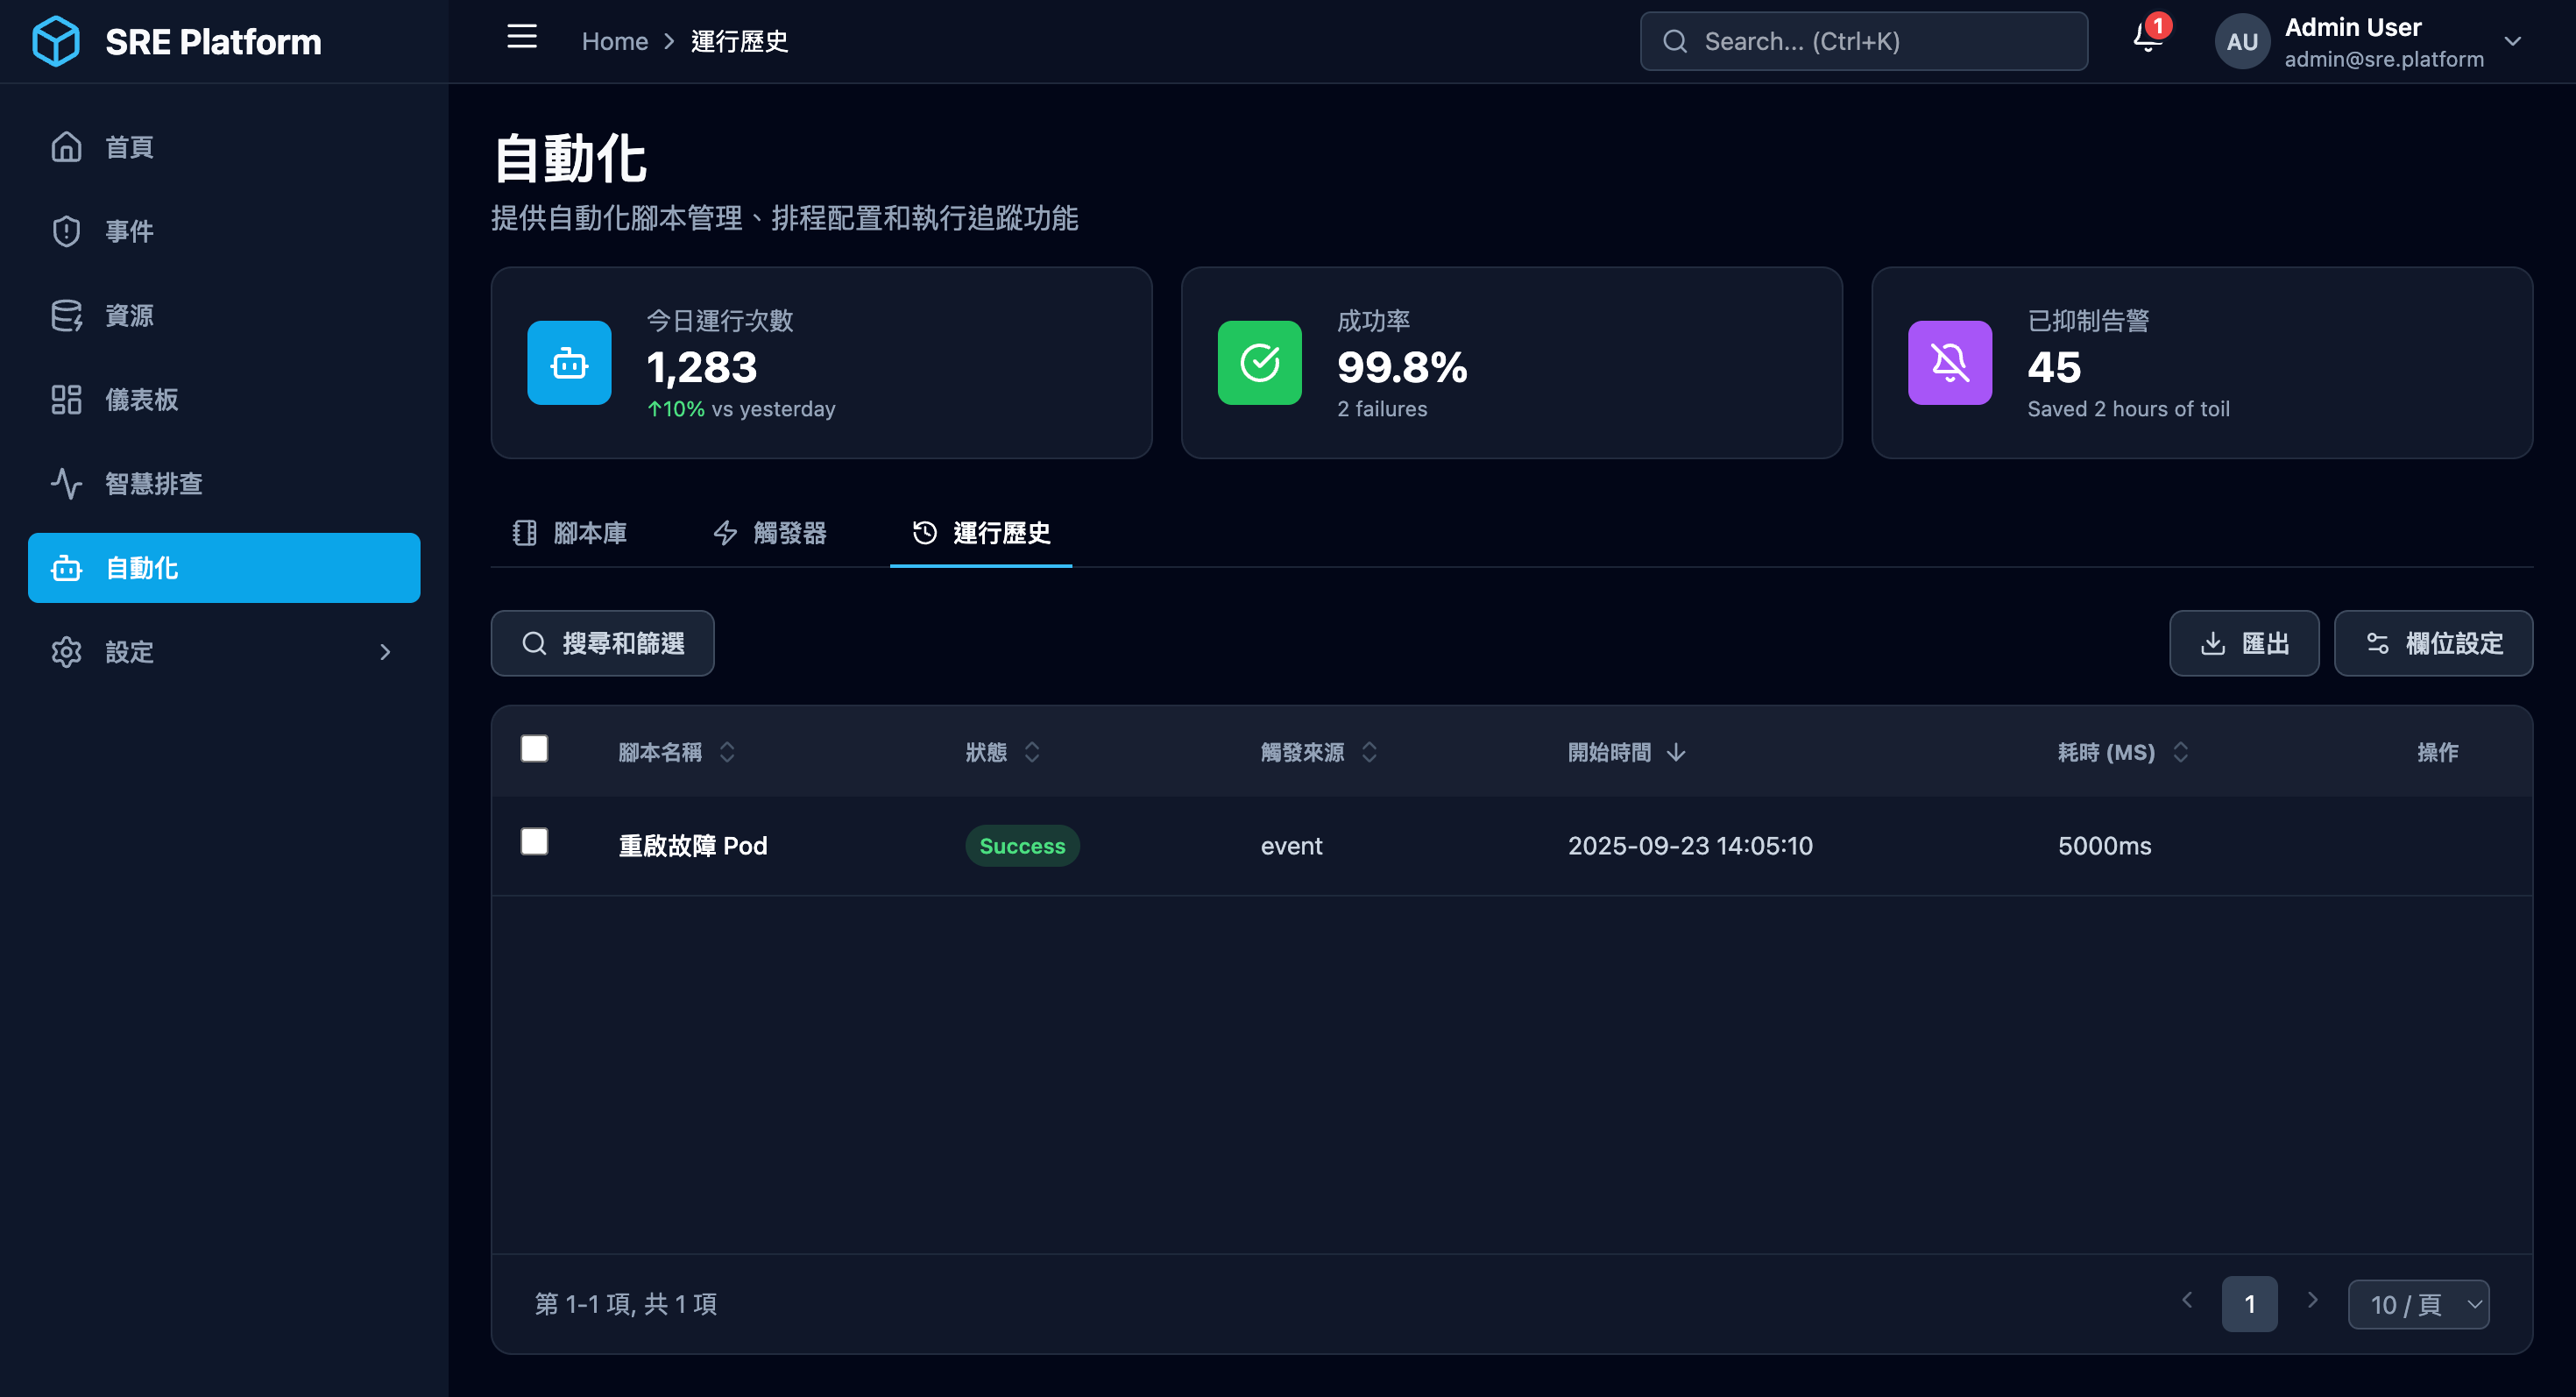 SRE Platform
Home > 運行歷史
Search... (Ctrl+K)
1
AU
Admin User
admin@sre.platform
首頁
事件
資源
儀表板
智慧排查
自動化
設定
自動化
提供自動化腳本管理、排程配置和執行追蹤功能
今日運行次數
1,283
↑10% vs yesterday
成功率
99.8%
2 failures
已抑制告警
45
Saved 2 hours of toil
腳本庫
觸發器
運行歷史
搜尋和篩選
匯出
欄位設定
腳本名稱 狀態 觸發來源 開始時間 ↓ 耗時 (MS) 操作
重啟故障 Pod Success event 2025-09-23 14:05:10 5000ms
第 1-1 項, 共 1 項
1
10 / 頁